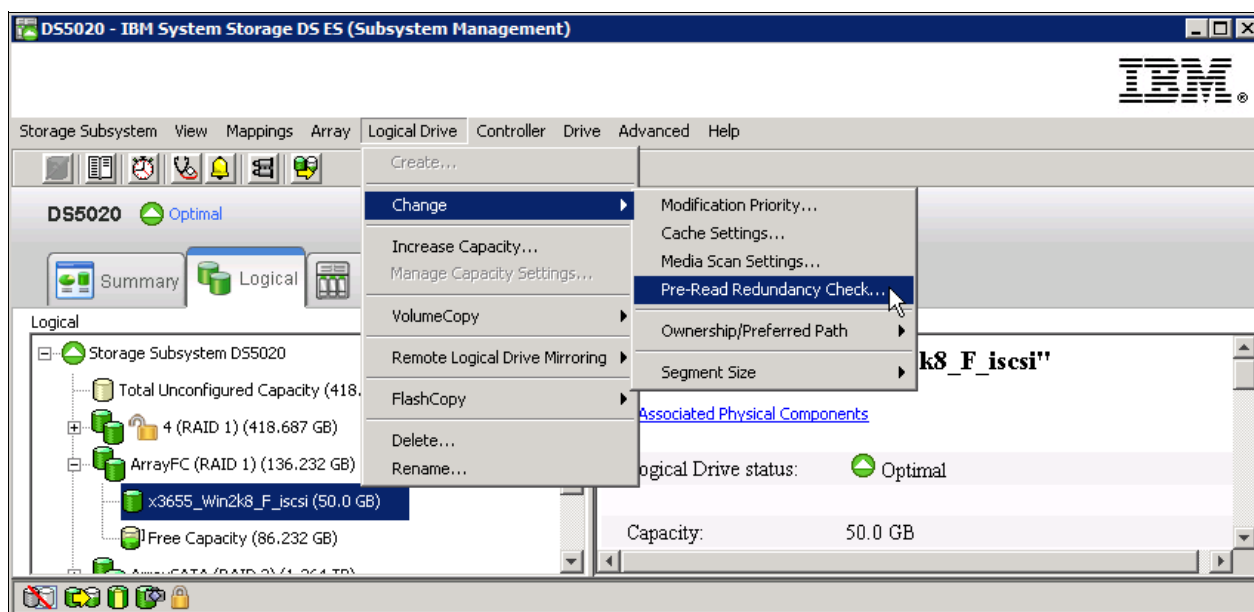 DS5020 - IBM System Storage DS ES (Subsystem Management)
IBM®
Storage Subsystem View Mappings Array Logical Drive Controller Drive Advanced Help
DS5020 Optimal
Summary Logical
Create...
Change
Increase Capacity...
Manage Capacity Settings...
VolumeCopy
Remote Logical Drive Mirroring
FlashCopy
Delete...
Rename...
Modification Priority...
Cache Settings...
Media Scan Settings...
Pre-Read Redundancy Check...
Ownership/Preferred Path
Segment Size
Logical
Storage Subsystem DS5020
Total Unconfigured Capacity (418.
4 (RAID 1) (418.687 GB)
ArrayFC (RAID 1) (136.232 GB)
x3655_Win2k8_F_iscsi (50.0 GB)
Free Capacity (86.232 GB)
k8_F_iscsi"
Associated Physical Components
ogical Drive status: Optimal
Capacity: 50.0 GB